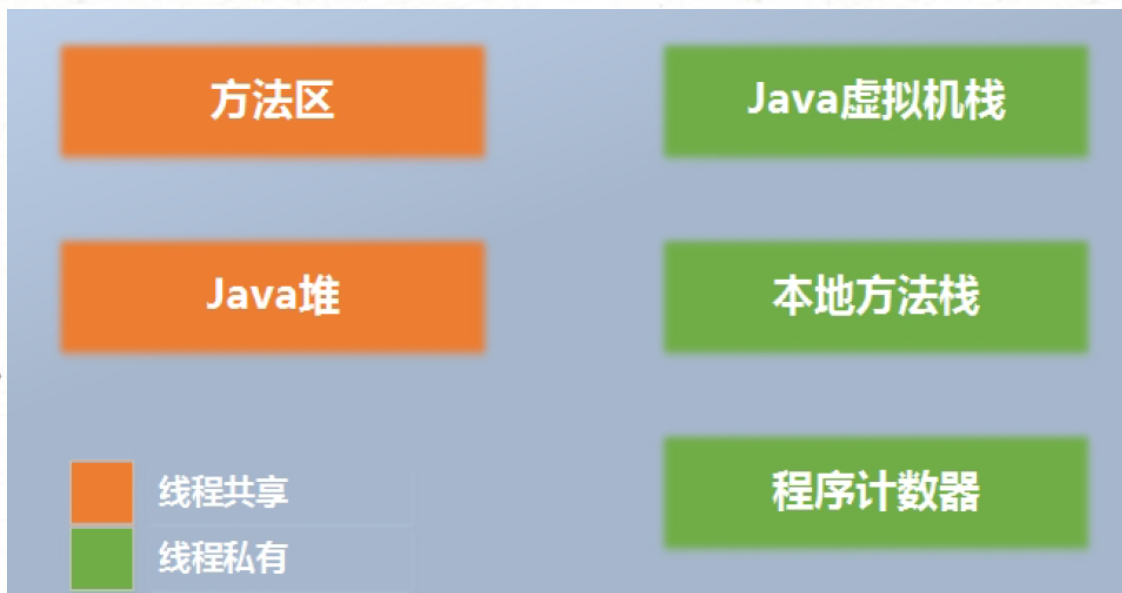 方法区
Java虚拟机栈
Java堆
本地方法栈
程序计数器
线程共享
线程私有